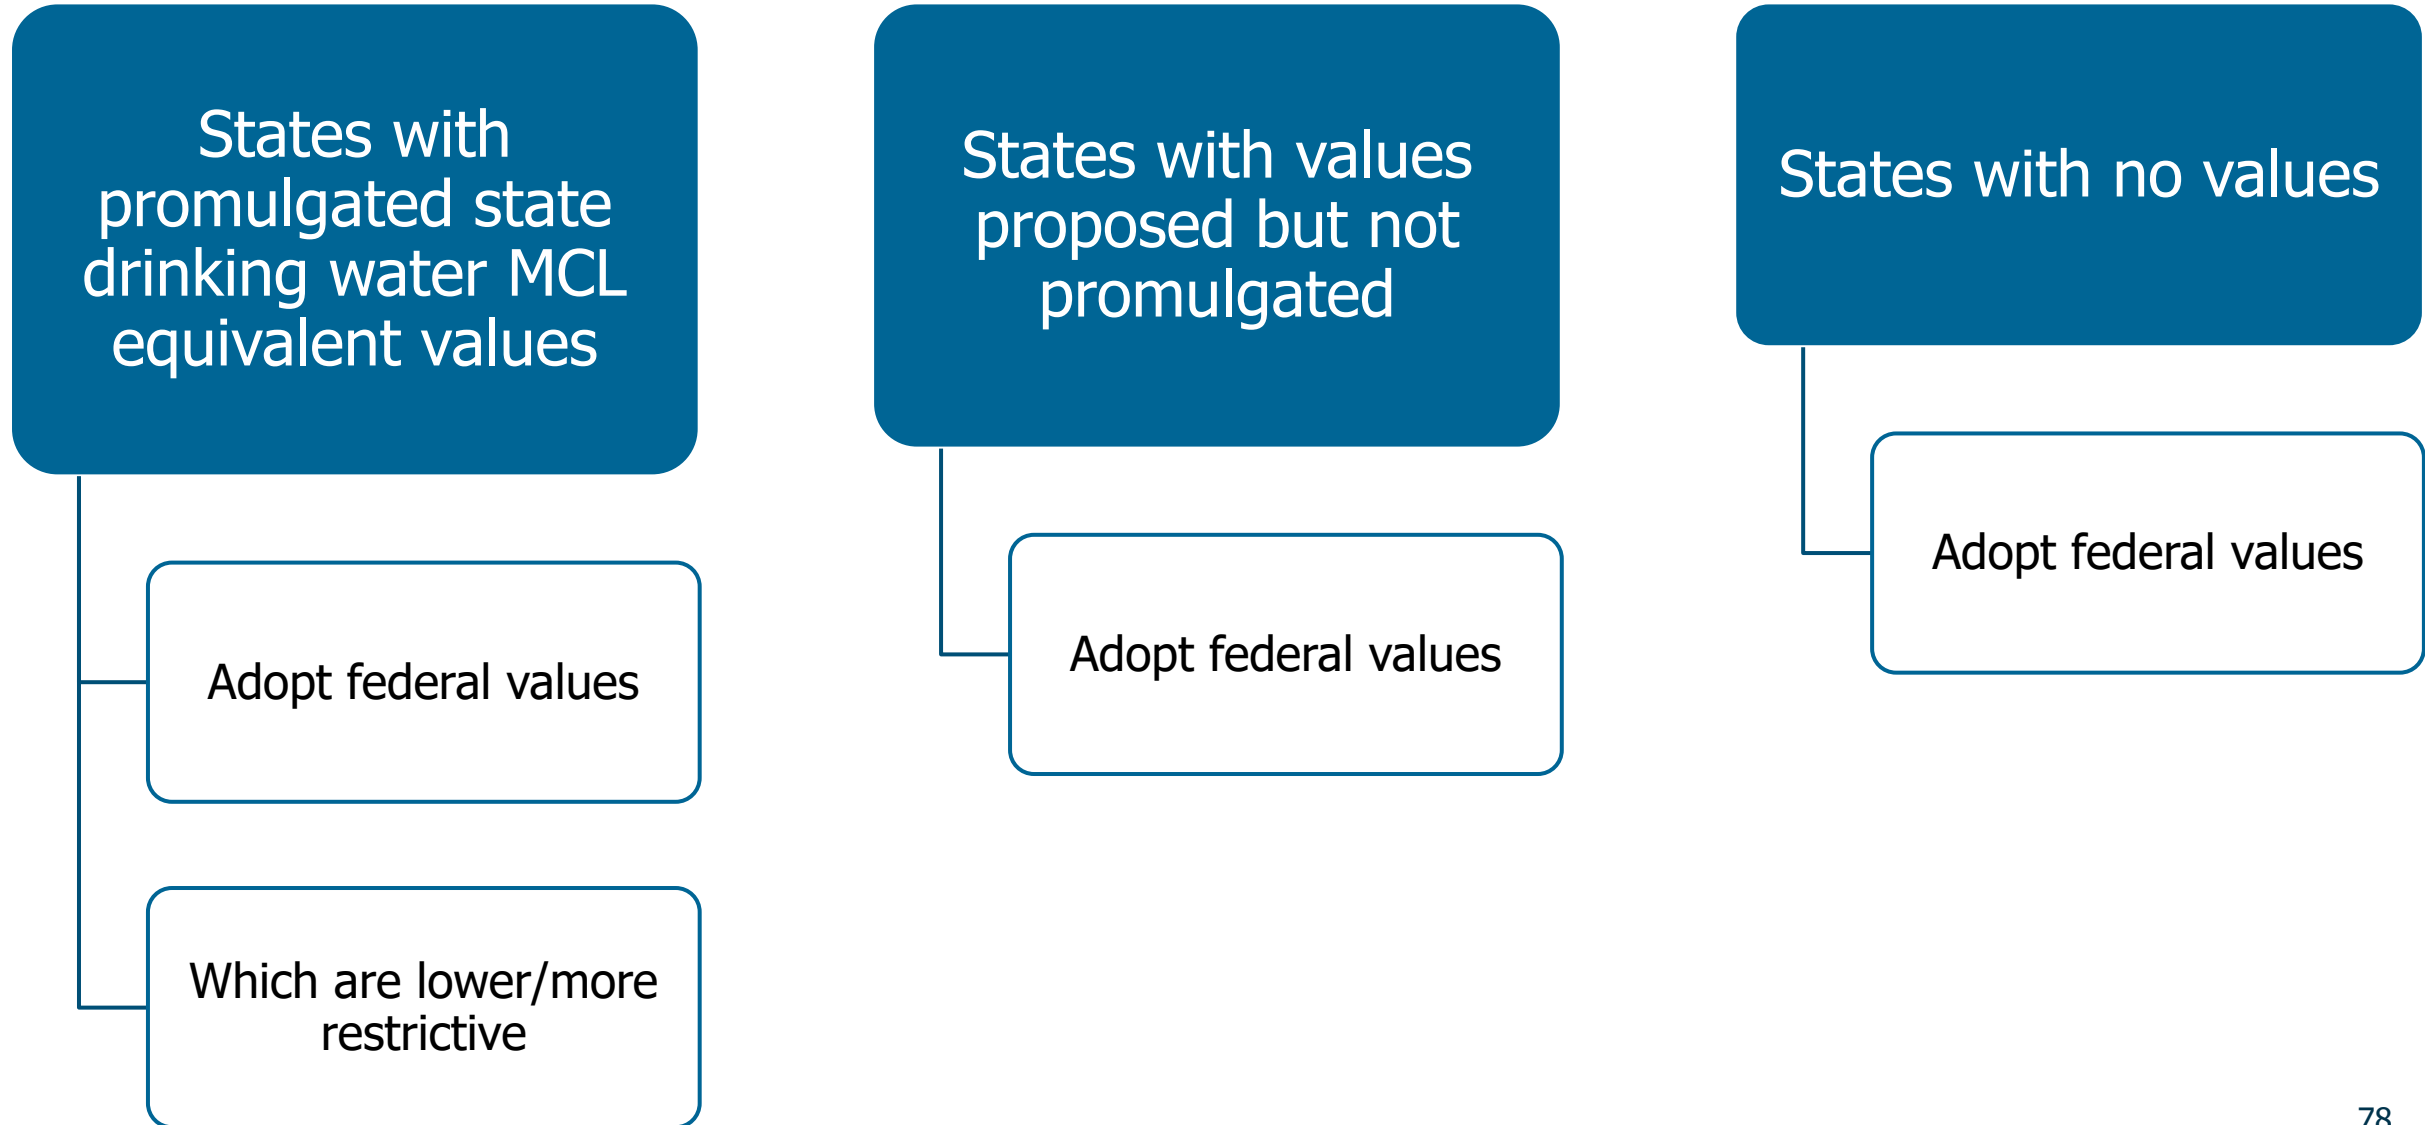 States with
promulgated state
drinking water MCL
equivalent values
Adopt federal values
Which are lower/more
restrictive
States with values
proposed but not
promulgated
Adopt federal values
States with no values
Adopt federal values
78